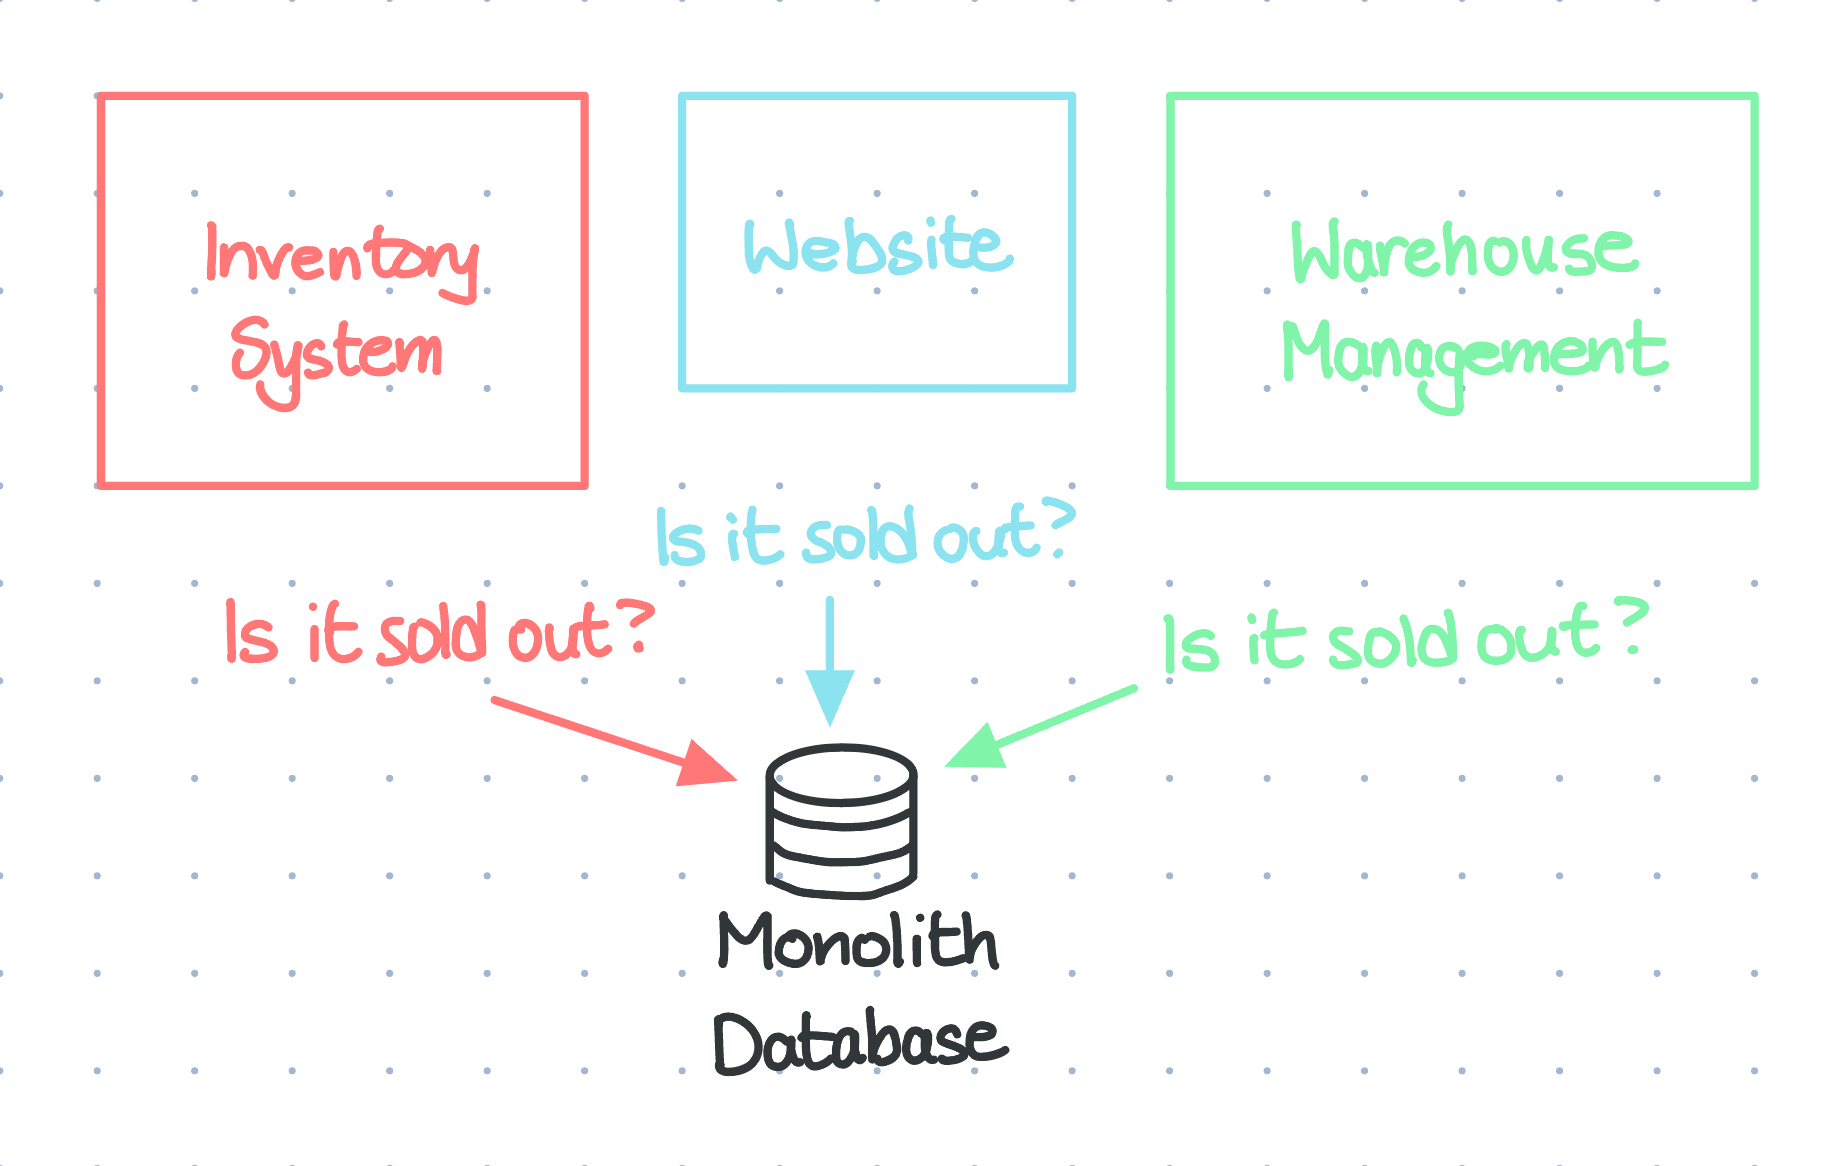 Inventory
System
Website
Warehouse
Management
Is it sold out?
Is it sold out?
Is it sold out?
Monolith
Database